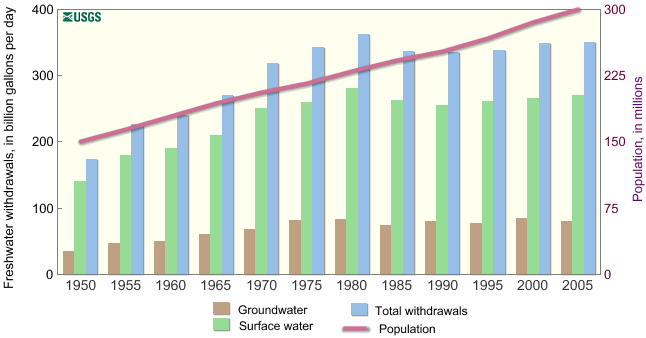 USGS
Freshwater withdrawals, in billion gallons per day
400
300
200
100
0
300
225
150
75
0
Population, in millions
1950 1955 1960 1965 1970 1975 1980 1985 1990 1995 2000 2005
Groundwater Total withdrawals
Surface water Population